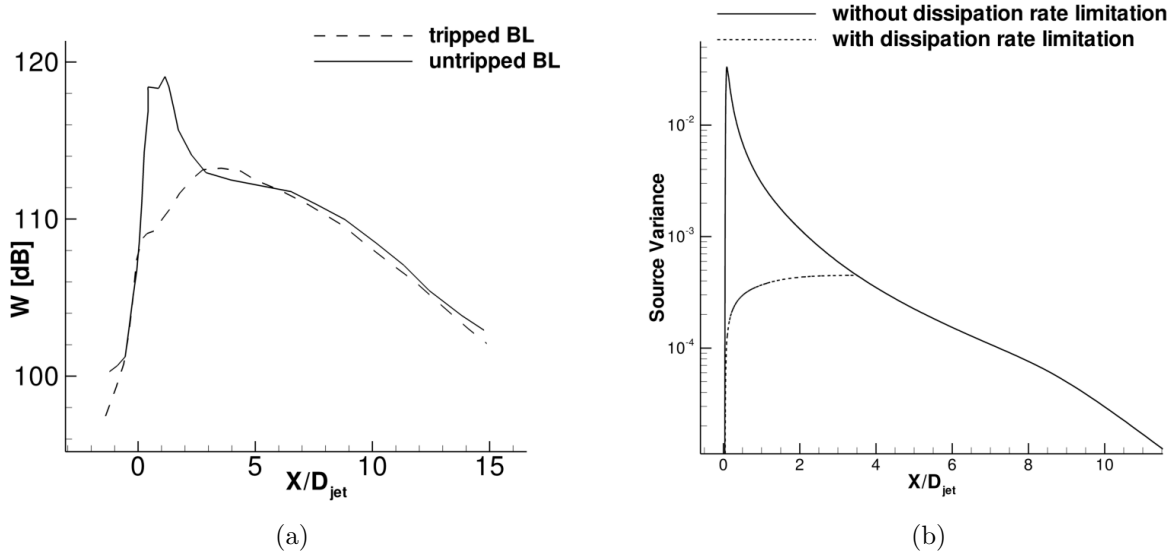 tripped BL
untripped BL
W [dB]
120
110
100
0 5 10 15
X/D_jet
(a)
without dissipation rate limitation
with dissipation rate limitation
Source Variance
10^-2
10^-3
10^-4
0 2 4 6 8 10
X/D_jet
(b)